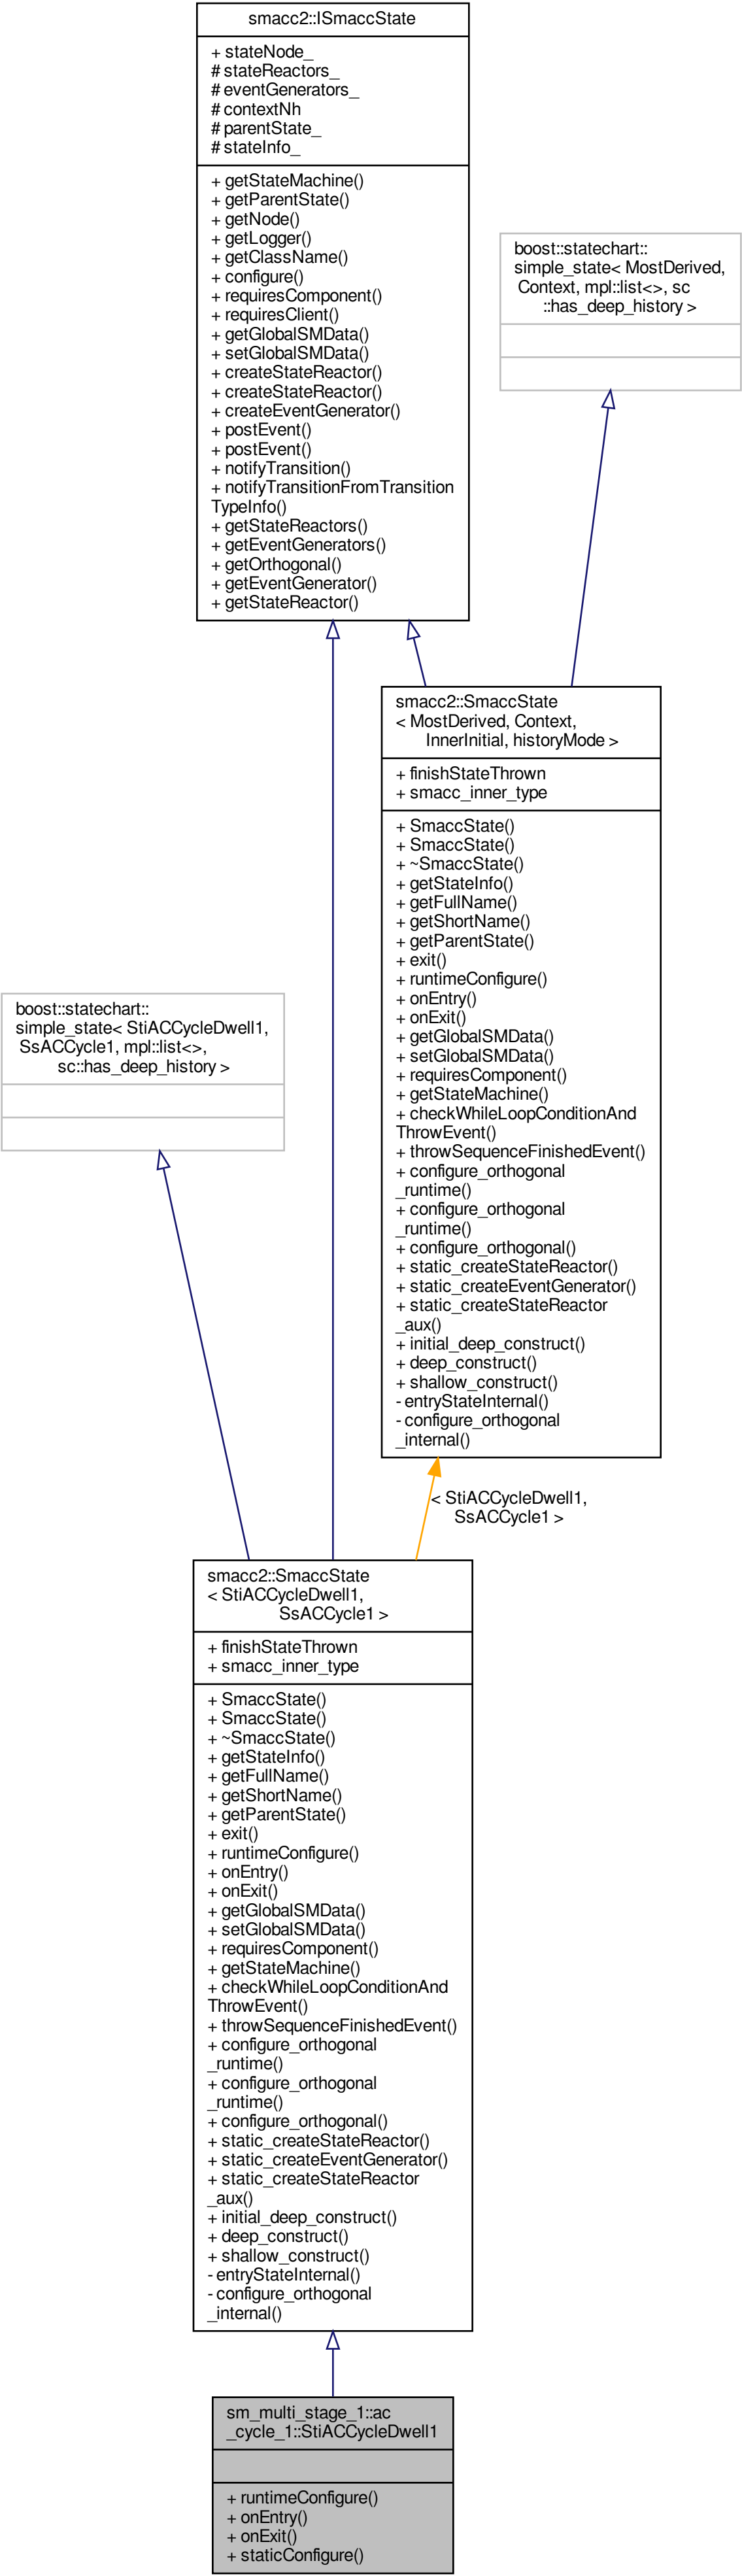 smacc2::ISmaccState
+ stateNode_
# stateReactors_
# eventGenerators_
# contextNh
# parentState_
# stateInfo_
+ getStateMachine()
+ getParentState()
+ getNode()
+ getLogger()
+ getClassName()
+ configure()
+ requiresComponent()
+ requiresClient()
+ getGlobalSMData()
+ setGlobalSMData()
+ createStateReactor()
+ createStateReactor()
+ createEventGenerator()
+ postEvent()
+ postEvent()
+ notifyTransition()
+ notifyTransitionFromTransition
TypeInfo()
+ getStateReactors()
+ getEventGenerators()
+ getOrthogonal()
+ getEventGenerator()
+ getStateReactor()
boost::statechart::
simple_state< MostDerived,
Context, mpl::list<>, sc
::has_deep_history >
smacc2::SmaccState
< MostDerived, Context,
InnerInitial, historyMode >
+ finishStateThrown
+ smacc_inner_type
+ SmaccState()
+ SmaccState()
+ ~SmaccState()
+ getStateInfo()
+ getFullName()
+ getShortName()
+ getParentState()
+ exit()
+ runtimeConfigure()
+ onEntry()
+ onExit()
+ getGlobalSMData()
+ setGlobalSMData()
+ requiresComponent()
+ getStateMachine()
+ checkWhileLoopConditionAnd
ThrowEvent()
+ throwSequenceFinishedEvent()
+ configure_orthogonal
_runtime()
+ configure_orthogonal
_runtime()
+ configure_orthogonal()
+ static_createStateReactor()
+ static_createEventGenerator()
+ static_createStateReactor
_aux()
+ initial_deep_construct()
+ deep_construct()
+ shallow_construct()
- entryStateInternal()
- configure_orthogonal
_internal()
boost::statechart::
simple_state< StiACCycleDwell1,
SsACCycle1, mpl::list<>,
sc::has_deep_history >
< StiACCycleDwell1,
SsACCycle1 >
smacc2::SmaccState
< StiACCycleDwell1,
SsACCycle1 >
+ finishStateThrown
+ smacc_inner_type
+ SmaccState()
+ SmaccState()
+ ~SmaccState()
+ getStateInfo()
+ getFullName()
+ getShortName()
+ getParentState()
+ exit()
+ runtimeConfigure()
+ onEntry()
+ onExit()
+ getGlobalSMData()
+ setGlobalSMData()
+ requiresComponent()
+ getStateMachine()
+ checkWhileLoopConditionAnd
ThrowEvent()
+ throwSequenceFinishedEvent()
+ configure_orthogonal
_runtime()
+ configure_orthogonal
_runtime()
+ configure_orthogonal()
+ static_createStateReactor()
+ static_createEventGenerator()
+ static_createStateReactor
_aux()
+ initial_deep_construct()
+ deep_construct()
+ shallow_construct()
- entryStateInternal()
- configure_orthogonal
_internal()
sm_multi_stage_1::ac
_cycle_1::StiACCycleDwell1
+ runtimeConfigure()
+ onEntry()
+ onExit()
+ staticConfigure()